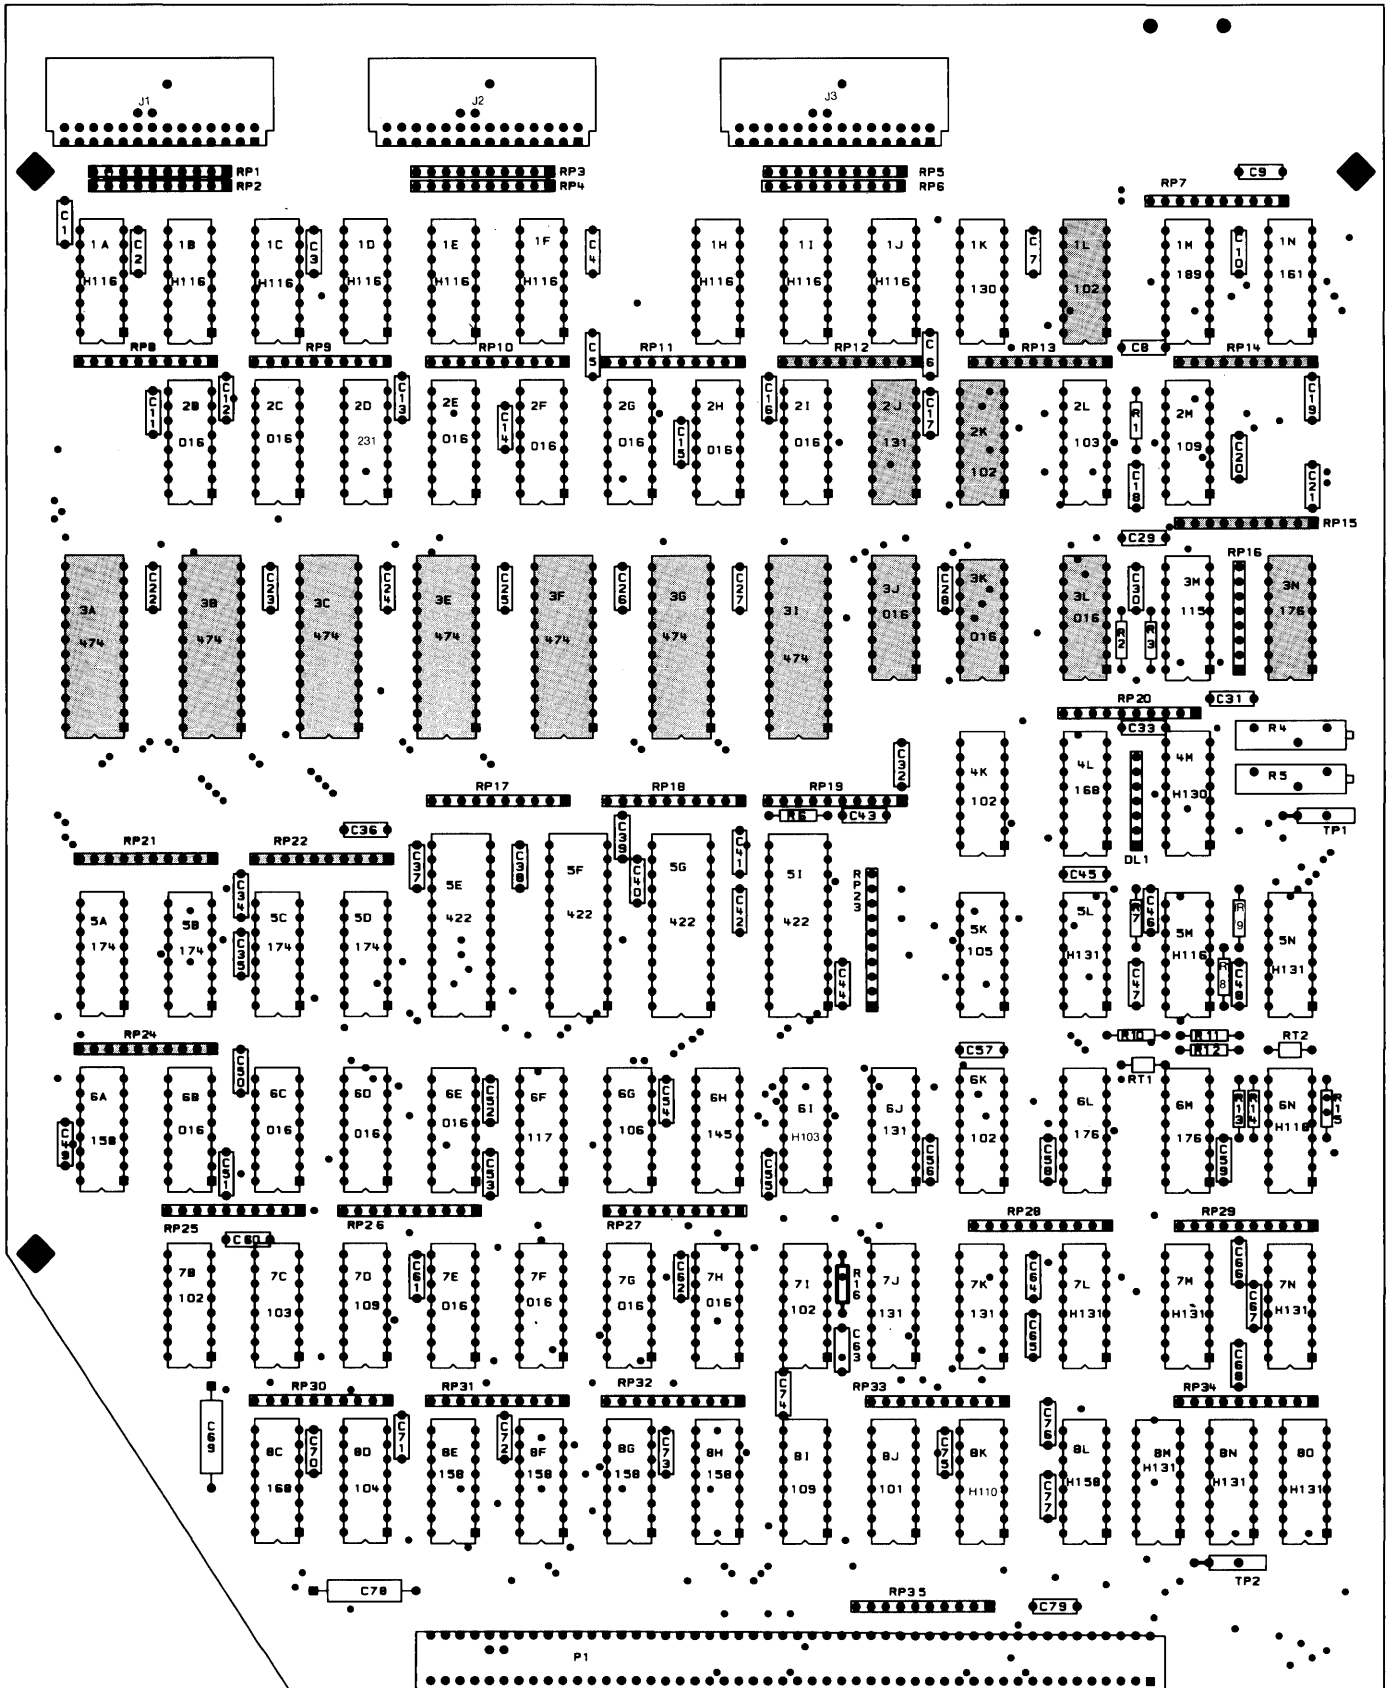 J1 J2 J3
RP1 RP3 RP5
RP2 RP4 RP6
C9
RP7
C1 1A C2 1B 1C C3 1D 1E 1F C4 1H 1I 1J 1K C7 1L 1M C10 1N
H116 H116 H116 H116 H116 H116 H116 H116 H116 130 102 189 161
RP8 RP9 RP10 C5 RP11 RP12 C6 RP13 C8 RP14
C11 2B C12 2C 2D C13 2E C14 2F 2G C15 2H C16 2I 2J C17 2K 2L R1 2M C19
016 016 231 016 016 016 016 016 131 102 103 C18 109 C20 C21
RP15
C29
RP16
3A C22 3B C23 3C C24 3E C25 3F C26 3G C27 3I 3J C28 3K 3L C30 3M 3N
474 474 474 474 474 474 474 016 016 016 R2 R3 115 176
C31
RP20
C33 R4
C32 4K 4L 4M R5
102 168 H130
RP17 RP18 RP19
R6 C43 TP1
C36 C39
RP21 RP22 DL1
C37 C38 C40 C41 RP23 C45
C34 5E 5F 5G C42 5I
422 422 422 422
5A 5B 5C 5D 5K 5L R7 C46 5M R9 5N
174 174 C35 174 174 C44 105 H131 C47 H116 R8 C48 H131
RP24 R10 R11 RT2
C50 C57 R12
RT1
6A 6B 6C 6D 6E C52 6F 6G C54 6H 6I 6J 6K 6L 6M R13 R14 6N R15
C49 158 016 C51 016 016 016 C53 117 106 145 C55 H103 131 C56 102 C58 176 176 C59 H116
RP25 RP26 RP27 RP28 RP29
C60
7B 7C 7D C61 7E 7F 7G C62 7H 7I R16 7J 7K C64 7L 7M C66 7N
102 103 109 016 016 016 016 102 131 131 H131 H131 C67 H131
C63 C65 C68
RP30 RP31 RP32 C74 RP33 RP34
C69 8C C70 8D C71 8E C72 8F 8G C73 8H 8I 8J C75 8K C76 8L 8M 8N 8O
168 104 158 158 158 158 109 101 H110 C77 H158 H131 H131 H131
TP2
C78 RP35 C79
P1